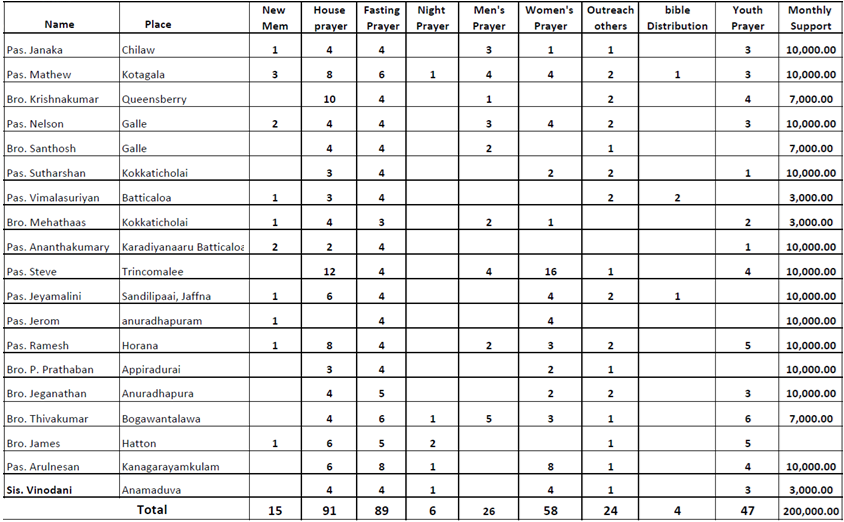 Name Place New Mem House prayer Fasting Prayer Night Prayer Men's Prayer Women's Prayer Outreach others bible Distribution Youth Prayer Monthly Support
Pas. Janaka Chilaw 1 4 4 3 1 1 3 10,000.00
Pas. Mathew Kotagala 3 8 6 1 4 4 2 1 3 10,000.00
Bro. Krishnakumar Queensberry 10 4 1 2 4 7,000.00
Pas. Nelson Galle 2 4 4 3 4 2 3 10,000.00
Bro. Santhosh Galle 4 4 2 1 7,000.00
Pas. Sutharshan Kokkaticholai 3 4 2 2 1 10,000.00
Pas. Vimalasuriyan Batticaloa 1 3 4 2 2 3,000.00
Bro. Mehathaas Kokkaticholai 1 4 3 2 1 2 3,000.00
Pas. Ananthakumary Karadiyanaaru Batticaloa 2 2 4 1 10,000.00
Pas. Steve Trincomalee 12 4 4 16 1 4 10,000.00
Pas. Jeyamalini Sandilipaai, Jaffna 1 6 4 4 2 1 10,000.00
Pas. Jerom anuradhapuram 1 4 4 10,000.00
Pas. Ramesh Horana 1 8 4 2 3 2 5 10,000.00
Bro. P. Prathaban Appiradurai 3 4 2 1 10,000.00
Bro. Jeganathan Anuradhapura 4 5 2 2 3 10,000.00
Bro. Thivakumar Bogawantalawa 4 6 1 5 2 1 6 7,000.00
Bro. James Hatton 1 6 5 2 1 5
Pas. Arulnesan Kanagarayamkulam 6 8 1 8 1 4 10,000.00
Sis. Vinodani Anamaduva 4 4 1 4 1 3 3,000.00
Total 15 91 89 6 26 58 24 4 47 200,000.00